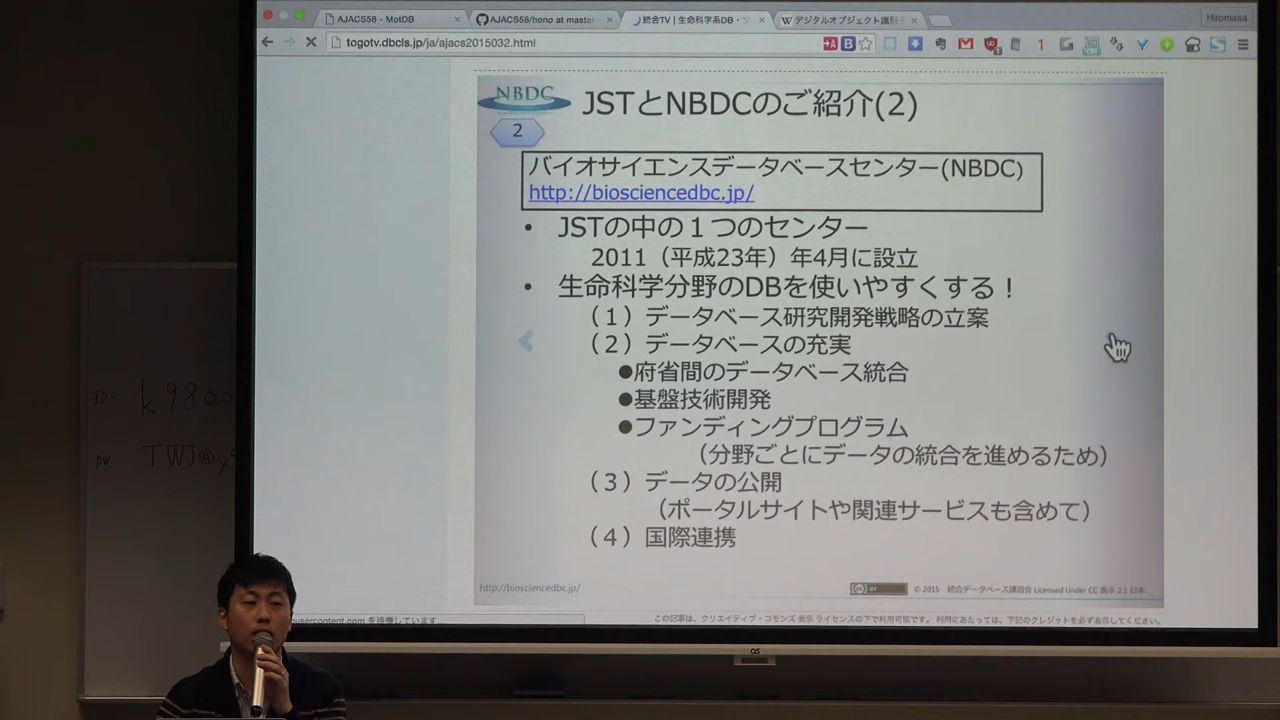 AJACS58 - MotDB
AJACS58/hono at master
統合TV | 生命科学系DB・ツ
デジタルオブジェクト識別子
Hiromasa
togotv.dbcls.jp/ja/ajacs2015032.html
NBDC
JSTとNBDCのご紹介(2)
2
バイオサイエンスデータベースセンター(NBDC)
http://biosciencedbc.jp/
• JSTの中の１つのセンター
2011（平成23年）年4月に設立
• 生命科学分野のDBを使いやすくする！
（１）データベース研究開発戦略の立案
（２）データベースの充実
●府省間のデータベース統合
●基盤技術開発
●ファンディングプログラム
（分野ごとにデータの統合を進めるため）
（３）データの公開
（ポータルサイトや関連サービスも含めて）
（４）国際連携
http://biosciencedbc.jp/
© 2015 統合データベース講習会 Licensed Under CC 表示 2.1 日本
usercontent.com を待機しています...
この記事は、クリエイティブ・コモンズ 表示 ライセンスの下で利用可能です。 利用にあたっては、下記のクレジットを必ず表示してください。
ID: k9800
pw TWJ@y